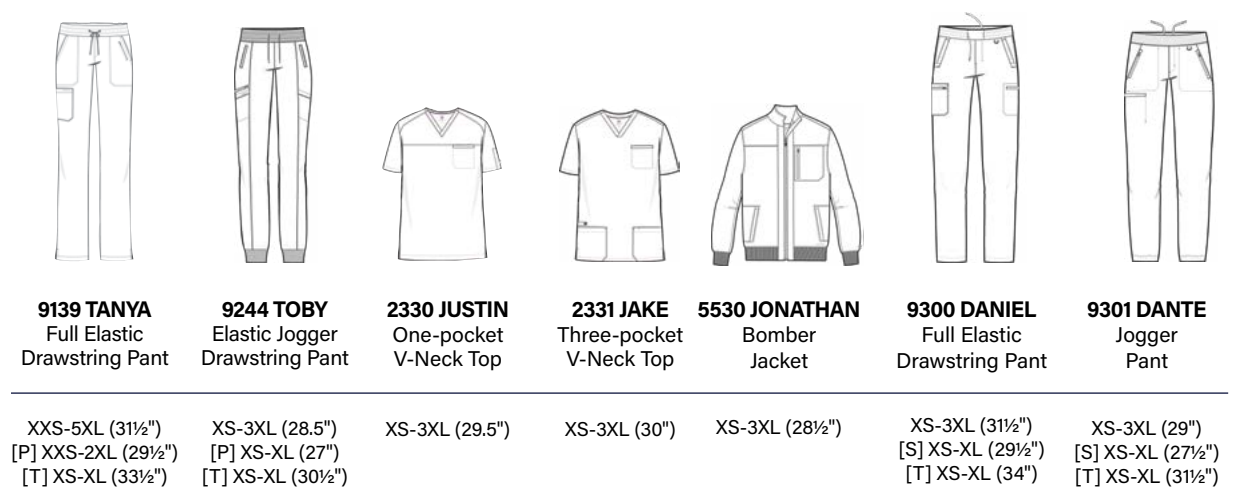 9139 TANYA
Full Elastic
Drawstring Pant
XXS-5XL (31½")
[P] XXS-2XL (29½")
[T] XS-XL (33½")
9244 TOBY
Elastic Jogger
Drawstring Pant
XS-3XL (28.5")
[P] XS-XL (27")
[T] XS-XL (30½")
2330 JUSTIN
One-pocket
V-Neck Top
XS-3XL (29.5")
2331 JAKE
Three-pocket
V-Neck Top
XS-3XL (30")
5530 JONATHAN
Bomber
Jacket
XS-3XL (28½")
9300 DANIEL
Full Elastic
Drawstring Pant
XS-3XL (31½")
[S] XS-XL (29½")
[T] XS-XL (34")
9301 DANTE
Jogger
Pant
XS-3XL (29")
[S] XS-XL (27½")
[T] XS-XL (31½")